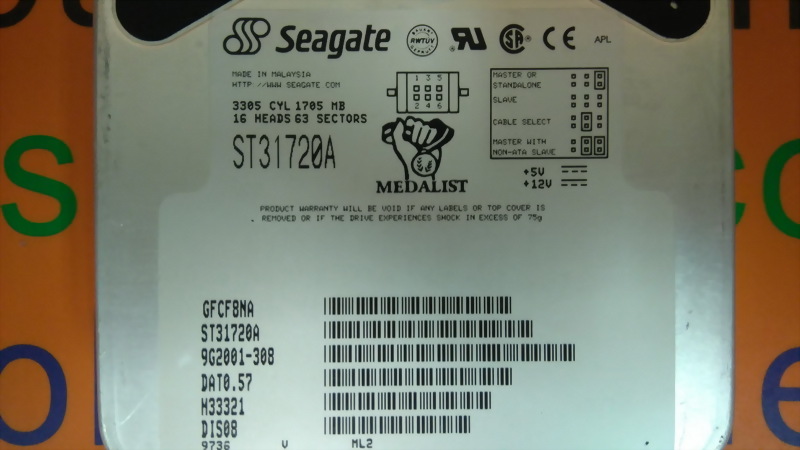 Seagate
RWTUV
APL
MADE IN MALAYSIA
HTTP://WWW.SEAGATE.COM
3305 CYL 1705 MB
16 HEADS 63 SECTORS
ST31720A
1 3 5
2 4 6
MEDALIST
MASTER OR
STANDALONE
SLAVE
CABLE SELECT
MASTER WITH
NON-ATA SLAVE
+5V
+12V
PRODUCT WARRANTY WILL BE VOID IF ANY LABELS OR TOP COVER IS
REMOVED OR IF THE DRIVE EXPERIENCES SHOCK IN EXCESS OF 75g
GFCF8MA
ST31720A
9G2001-308
DAT0.57
M33321
DIS08
9736 V ML2